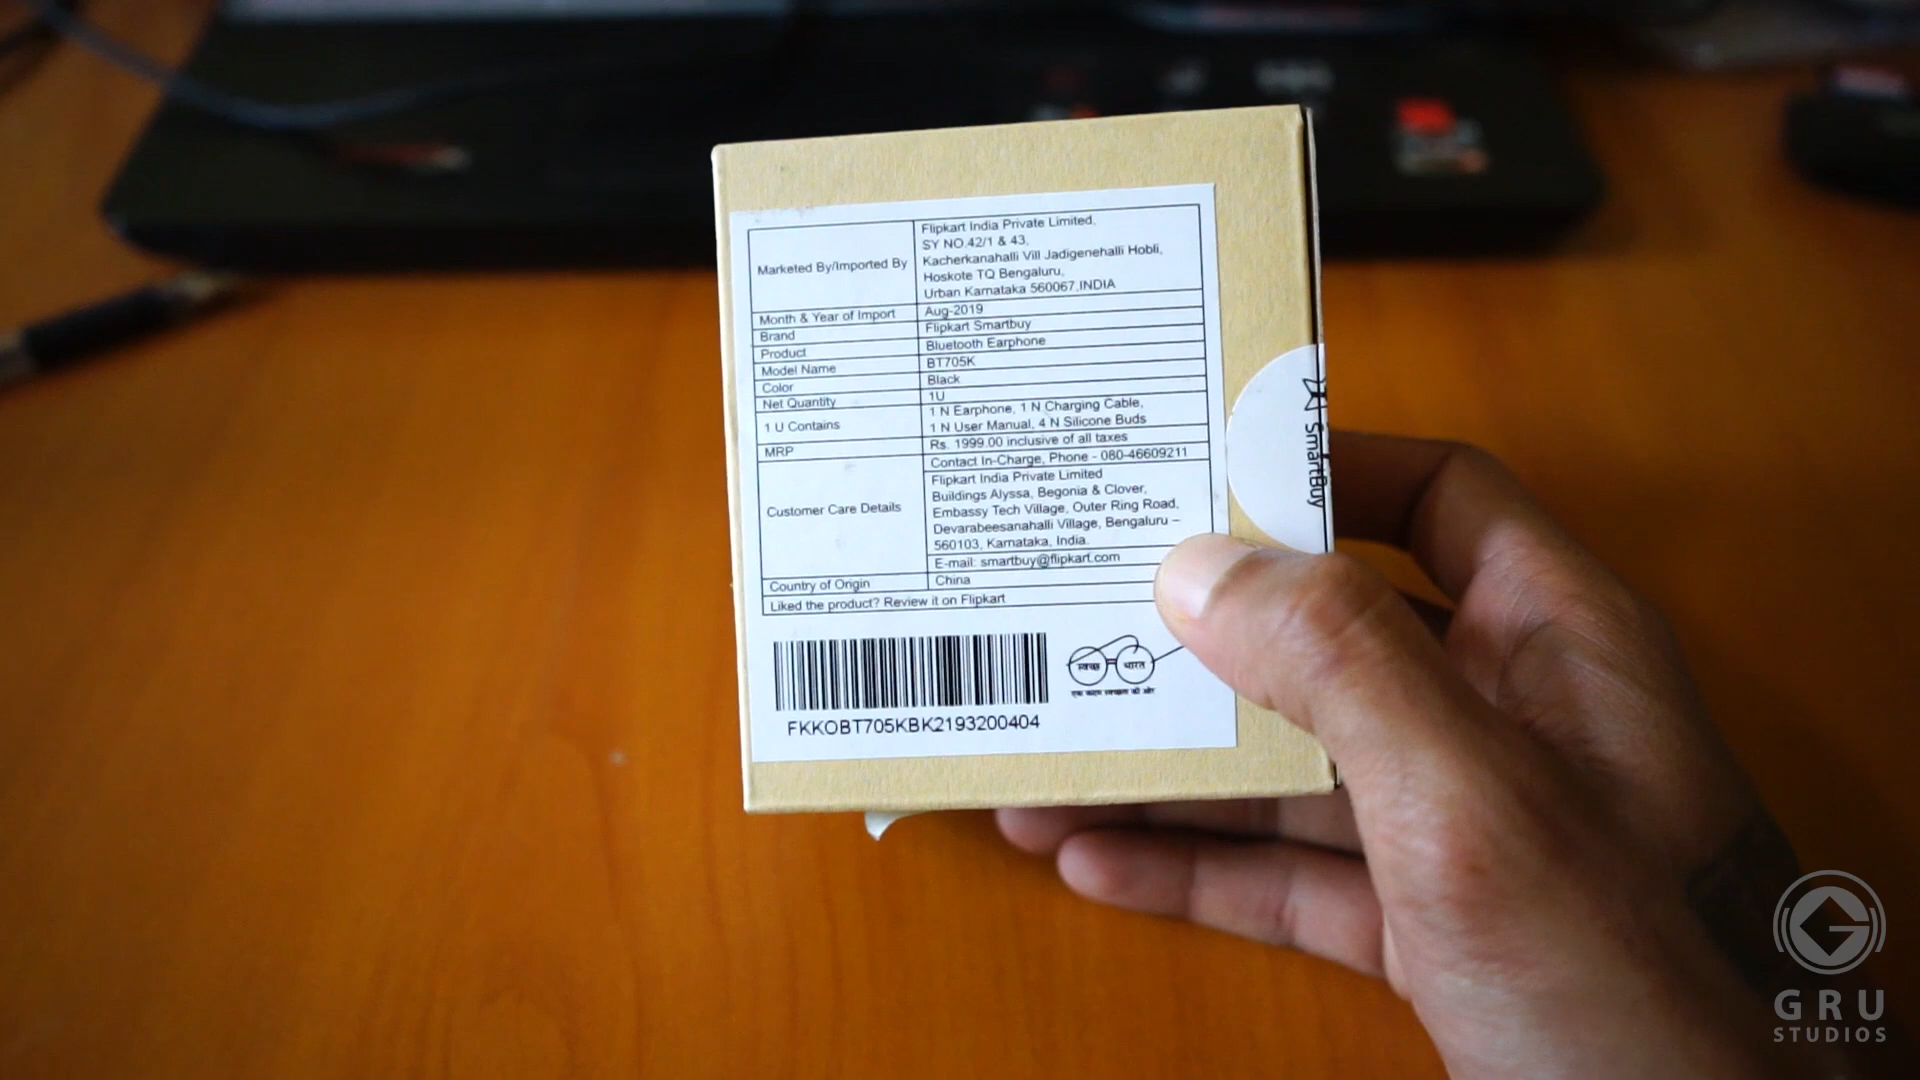 Marketed By/Imported By
Flipkart India Private Limited,
SY NO.42/1 & 43,
Kacherkanahalli Vill Jadigenehalli Hobli,
Hoskote TQ Bengaluru,
Urban Karnataka 560067,INDIA
Month & Year of Import Aug-2019
Brand Flipkart Smartbuy
Product Bluetooth Earphone
Model Name BT705K
Color Black
Net Quantity 1U
1 U Contains
1 N Earphone, 1 N Charging Cable,
1 N User Manual, 4 N Silicone Buds
MRP Rs. 1999.00 inclusive of all taxes
Customer Care Details
Contact In-Charge, Phone - 080-46609211
Flipkart India Private Limited
Buildings Alyssa, Begonia & Clover,
Embassy Tech Village, Outer Ring Road,
Devarabeesanahalli Village, Bengaluru –
560103, Karnataka, India.
E-mail: smartbuy@flipkart.com
Country of Origin China
Liked the product? Review it on Flipkart
स्वच्छ भारत
एक कदम स्वच्छता की ओर
FKKOBT705KBK2193200404
SmartBuy
GRU
STUDIOS